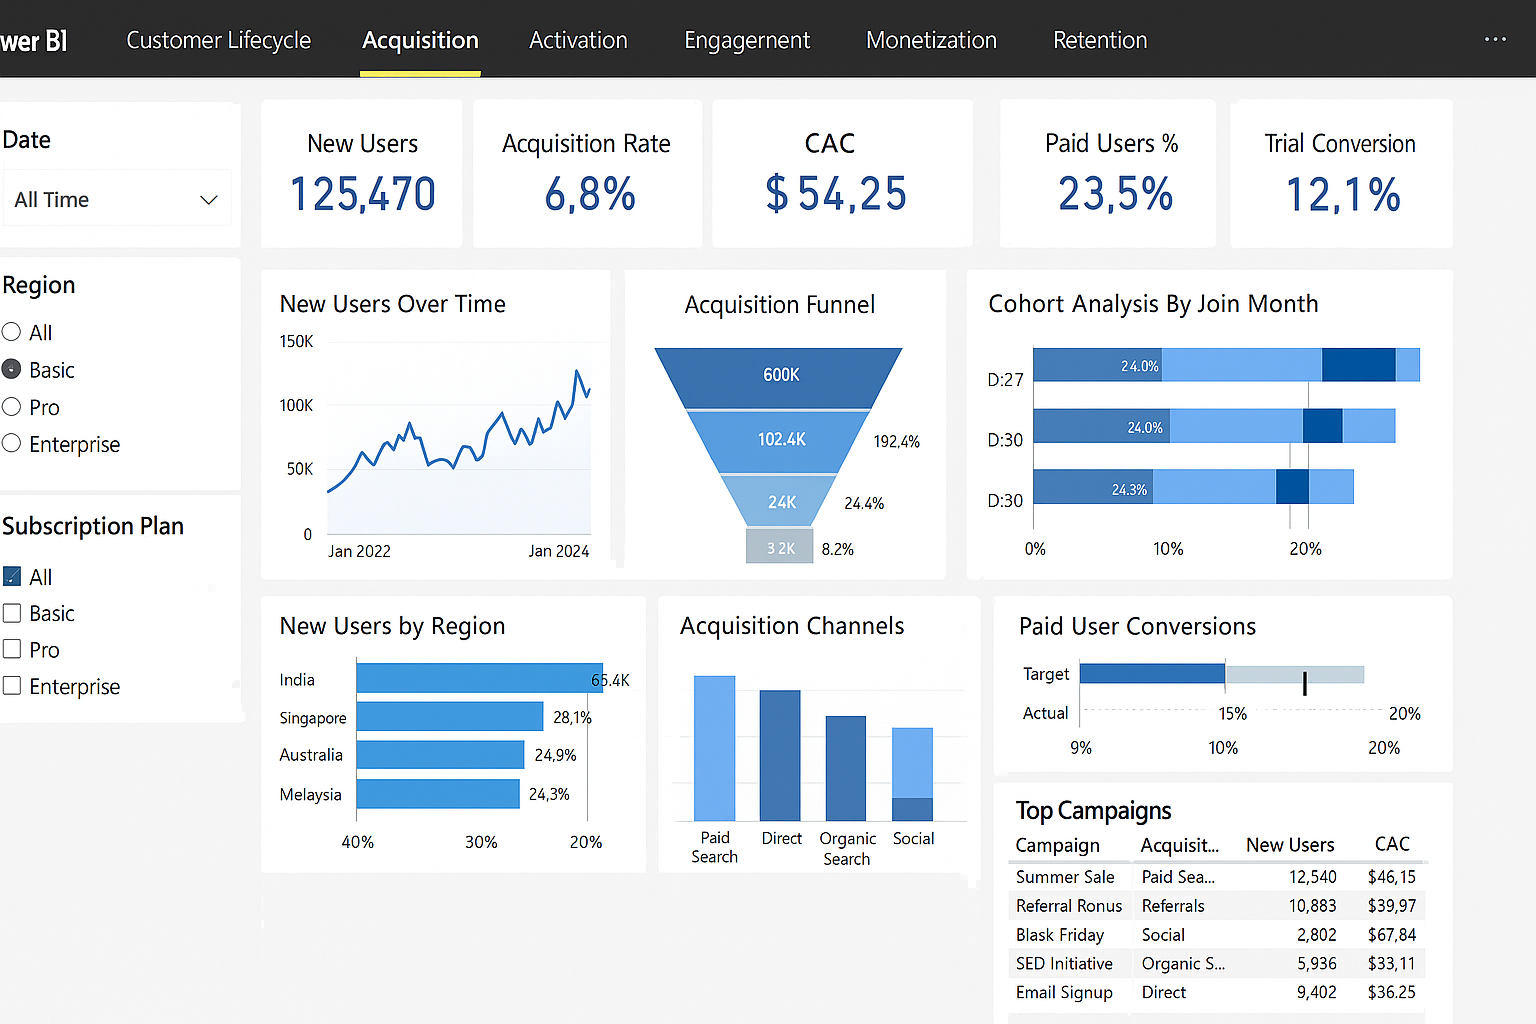 wer BI Customer Lifecycle Acquisition Activation Engagernent Monetization Retention ...
Date
All Time
Region
All
Basic
Pro
Enterprise
Subscription Plan
All
Basic
Pro
Enterprise
New Users
125,470
Acquisition Rate
6,8%
CAC
$ 54,25
Paid Users %
23,5%
Trial Conversion
12,1%
New Users Over Time
150K
100K
50K
0
Jan 2022 Jan 2024
Acquisition Funnel
600K
102.4K 192,4%
24K 24.4%
3 2K 8.2%
Cohort Analysis By Join Month
D:27 24.0%
D:30 24.0%
D:30 24.3%
0% 10% 20%
New Users by Region
India 65.4K
Singapore 28,1%
Australia 24,9%
Melaysia 24,3%
40% 30% 20%
Acquisition Channels
Paid Search
Direct
Organic Search
Social
Paid User Conversions
Target
Actual 15% 20%
9% 10% 20%
Top Campaigns
Campaign Acquisit... New Users CAC
Summer Sale Paid Sea... 12,540 $46,15
Referral Ronus Referrals 10,883 $39,97
Blask Friday Social 2,802 $67,84
SED Initiative Organic S... 5,936 $33,11
Email Signup Direct 9,402 $36.25